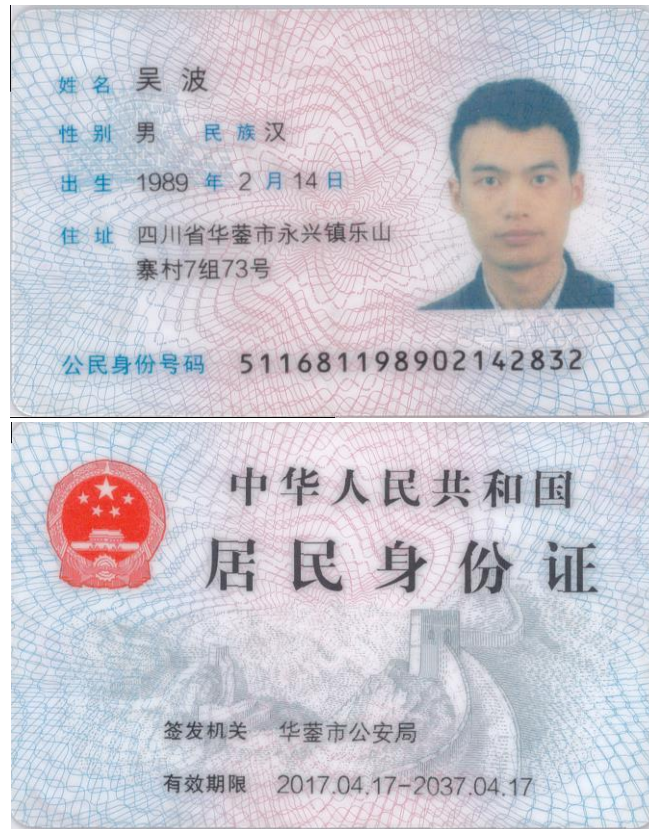 姓名 吴波
性别 男 民族 汉
出生 1989 年 2 月 14 日
住址 四川省华蓥市永兴镇乐山
寨村7组73号
公民身份号码 511681198902142832
中华人民共和国
居民身份证
签发机关 华蓥市公安局
有效期限 2017.04.17-2037.04.17